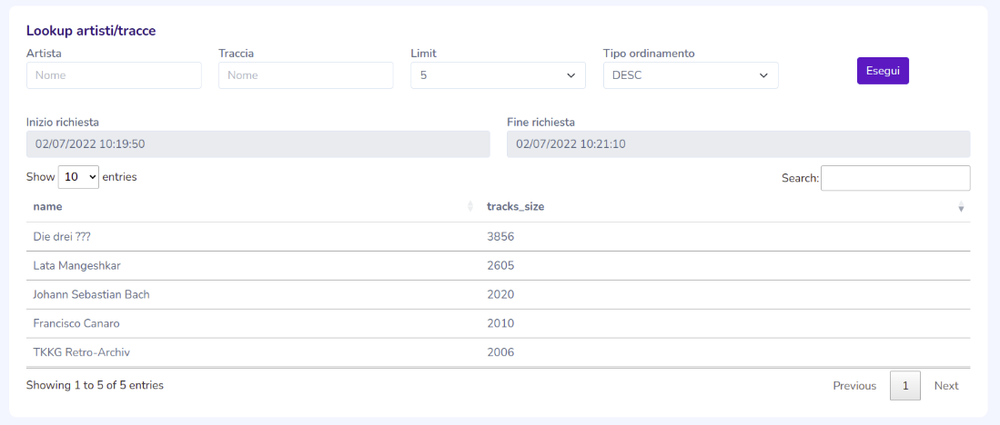 Lookup artisti/tracce
Artista Traccia Limit Tipo ordinamento
Nome Nome 5 DESC Esegui
Inizio richiesta Fine richiesta
02/07/2022 10:19:50 02/07/2022 10:21:10
Show 10 entries Search:
name tracks_size
Die drei ??? 3856
Lata Mangeshkar 2605
Johann Sebastian Bach 2020
Francisco Canaro 2010
TKKG Retro-Archiv 2006
Showing 1 to 5 of 5 entries Previous 1 Next